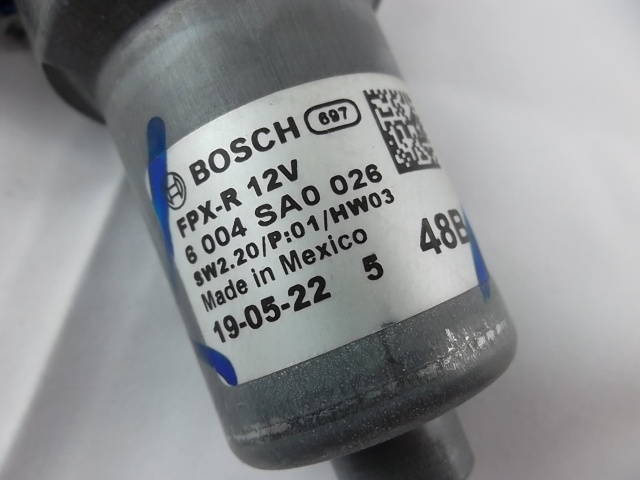 BOSCH 697
FPX-R 12V
6 004 SA0 026
SW2.20/P:01/HW03
Made in Mexico
19-05-22 5 48B